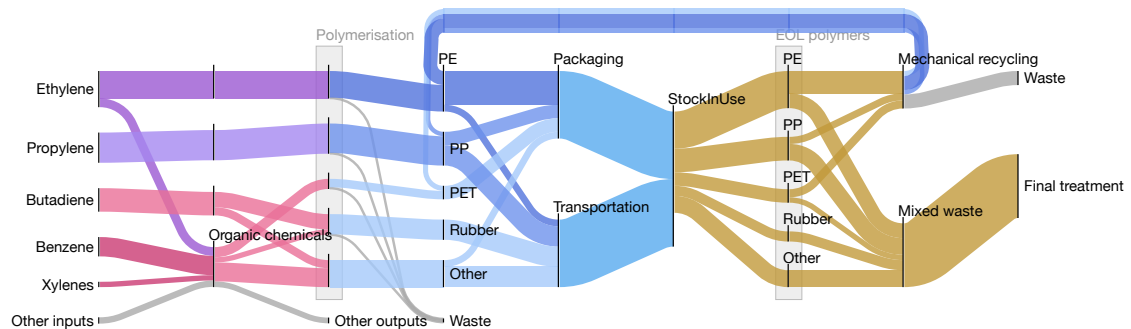 Polymerisation
EOL polymers
PE
Packaging
PE
Mechanical recycling
Waste
Ethylene
StockInUse
PP
Propylene
PP
PET
Final treatment
PET
Butadiene
Transportation
Mixed waste
Rubber
Rubber
Organic chemicals
Benzene
Other
Other
Xylenes
Other inputs
Other outputs
Waste